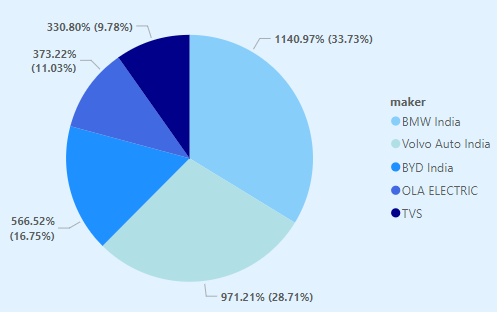 330.80% (9.78%)
1140.97% (33.73%)
373.22%
(11.03%)
maker
BMW India
Volvo Auto India
BYD India
OLA ELECTRIC
TVS
566.52%
(16.75%)
971.21% (28.71%)